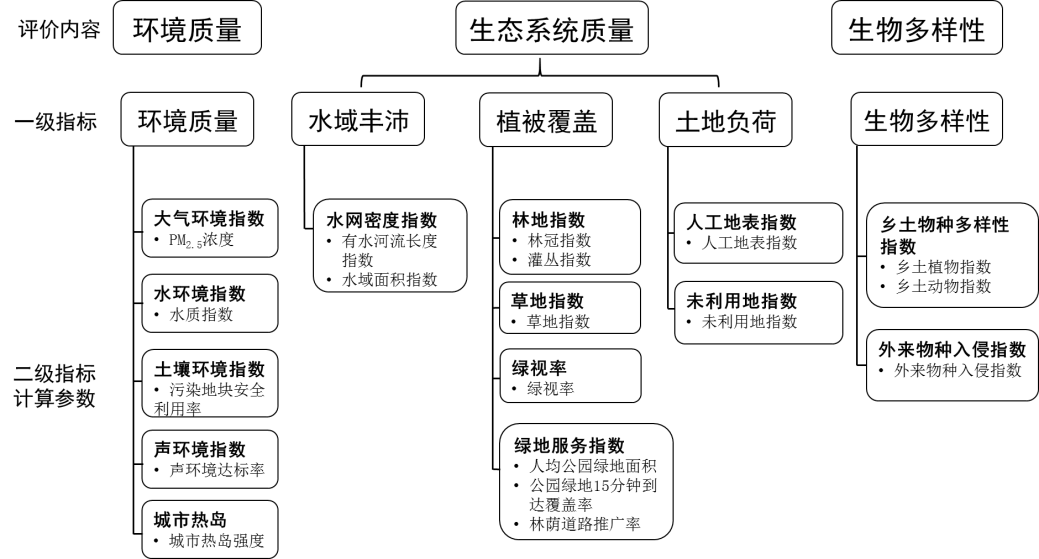 评价内容
环境质量
生态系统质量
生物多样性
一级指标
环境质量
水域丰沛
植被覆盖
土地负荷
生物多样性
二级指标
计算参数
大气环境指数
• PM2.5浓度
水环境指数
• 水质指数
土壤环境指数
• 污染地块安全
利用率
声环境指数
• 声环境达标率
城市热岛
• 城市热岛强度
水网密度指数
• 有水河流长度
指数
• 水域面积指数
林地指数
• 林冠指数
• 灌丛指数
草地指数
• 草地指数
绿视率
• 绿视率
绿地服务指数
• 人均公园绿地面积
• 公园绿地15分钟到
达覆盖率
• 林荫道路推广率
人工地表指数
• 人工地表指数
未利用地指数
• 未利用地指数
乡土物种多样性
指数
• 乡土植物指数
• 乡土动物指数
外来物种入侵指数
• 外来物种入侵指数